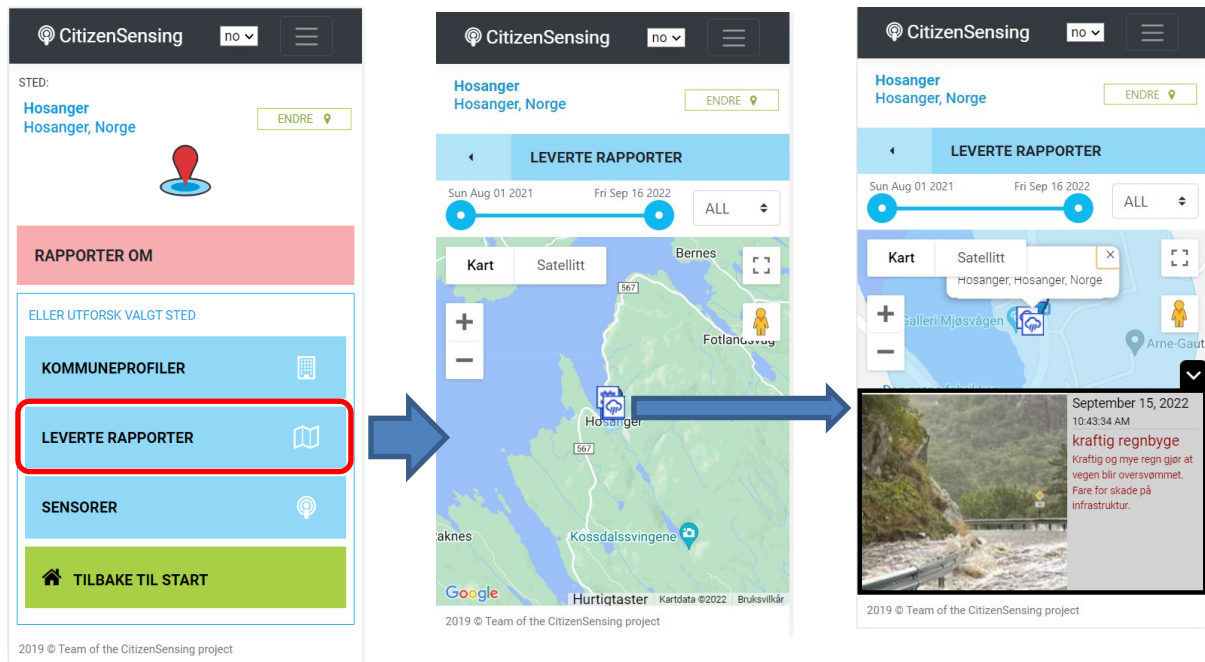 CitizenSensing
no
STED:
Hosanger
Hosanger, Norge
ENDRE
RAPPORTER OM
ELLER UTFORSK VALGT STED
KOMMUNEPROFILER
LEVERTE RAPPORTER
SENSORER
TILBAKE TIL START
2019 © Team of the CitizenSensing project
CitizenSensing
no
Hosanger
Hosanger, Norge
ENDRE
LEVERTE RAPPORTER
Sun Aug 01 2021
Fri Sep 16 2022
ALL
Kart
Satellitt
Bernes
567
Hosanger
567
Kossdalssvingene
Google
Hurtigtaster
Kartdata ©2022
Bruksvilkår
2019 © Team of the CitizenSensing project
CitizenSensing
no
Hosanger
Hosanger, Norge
ENDRE
LEVERTE RAPPORTER
Sun Aug 01 2021
Fri Sep 16 2022
ALL
Kart
Satellitt
Hosanger, Hosanger, Norge
Galleri Mjøsvågen
Arne-Gaut
September 15, 2022
10:43:34 AM
kraftig regnbyge
Kraftig og mye regn gjør at
vegen blir oversvømmet.
Fare for skade på
infrastruktur.
2019 © Team of the CitizenSensing project